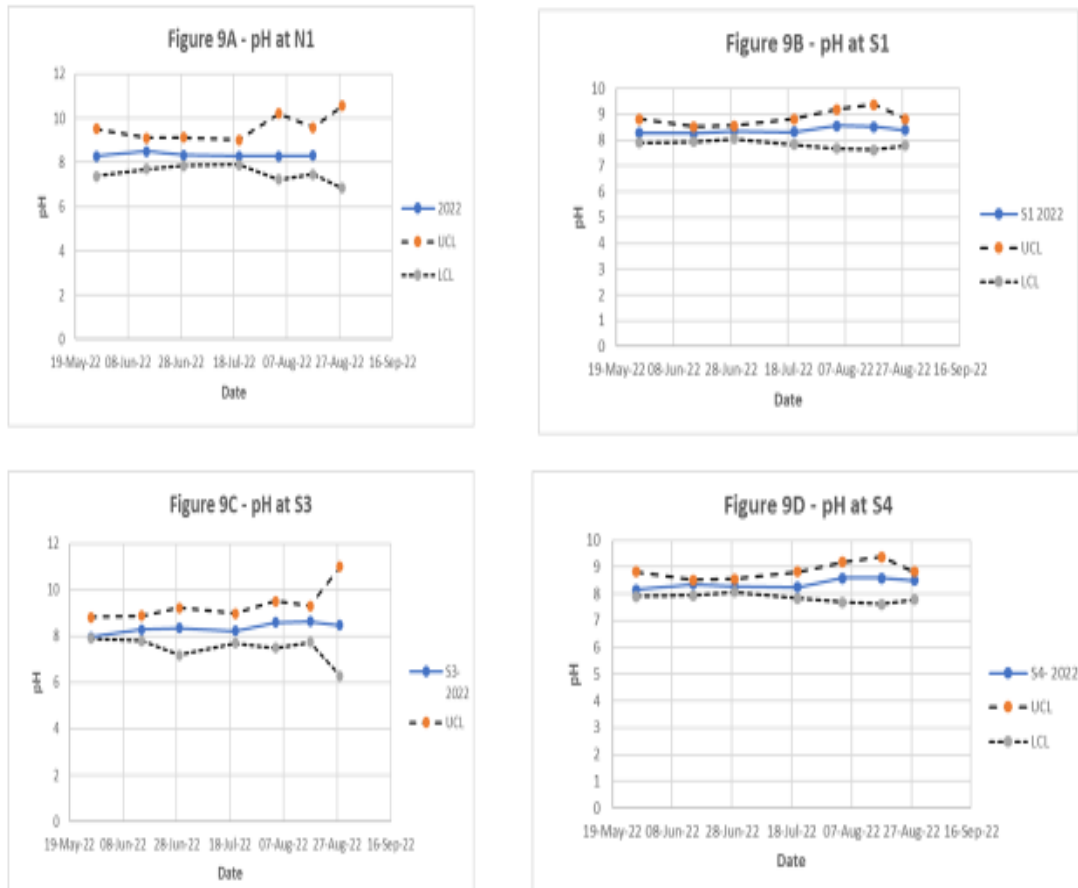 Figure 9A - pH at N1
12
10
8
6
4
2
0
pH
19-May-22 08-Jun-22 28-Jun-22 18-Jul-22 07-Aug-22 27-Aug-22 16-Sep-22
Date
2022
UCL
LCL
Figure 9B - pH at S1
10
9
8
7
6
5
4
3
2
1
0
pH
19-May-22 08-Jun-22 28-Jun-22 18-Jul-22 07-Aug-22 27-Aug-22 16-Sep-22
Date
S1 2022
UCL
LCL
Figure 9C - pH at S3
12
10
8
6
4
2
0
pH
19-May-22 08-Jun-22 28-Jun-22 18-Jul-22 07-Aug-22 27-Aug-22 16-Sep-22
Date
S3-
2022
UCL
Figure 9D - pH at S4
10
9
8
7
6
5
4
3
2
1
0
pH
19-May-22 08-Jun-22 28-Jun-22 18-Jul-22 07-Aug-22 27-Aug-22 16-Sep-22
Date
S4- 2022
UCL
LCL